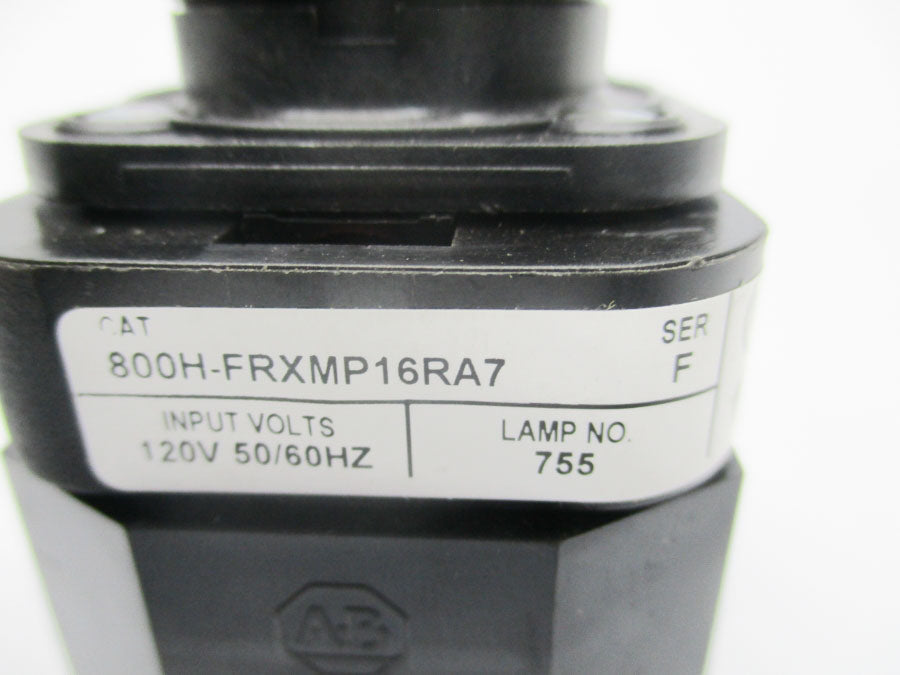 CAT
SER
800H-FRXMP16RA7
F
INPUT VOLTS
120V 50/60HZ
LAMP NO.
755
A-B